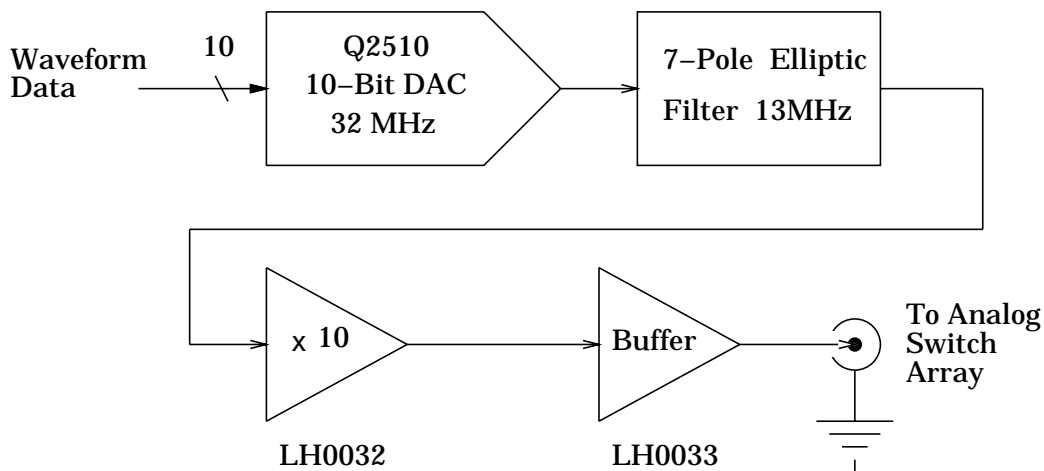 Waveform
Data
10
Q2510
10−Bit DAC
32 MHz
7−Pole Elliptic
Filter 13MHz
x 10
LH0032
Buffer
LH0033
To Analog
Switch
Array